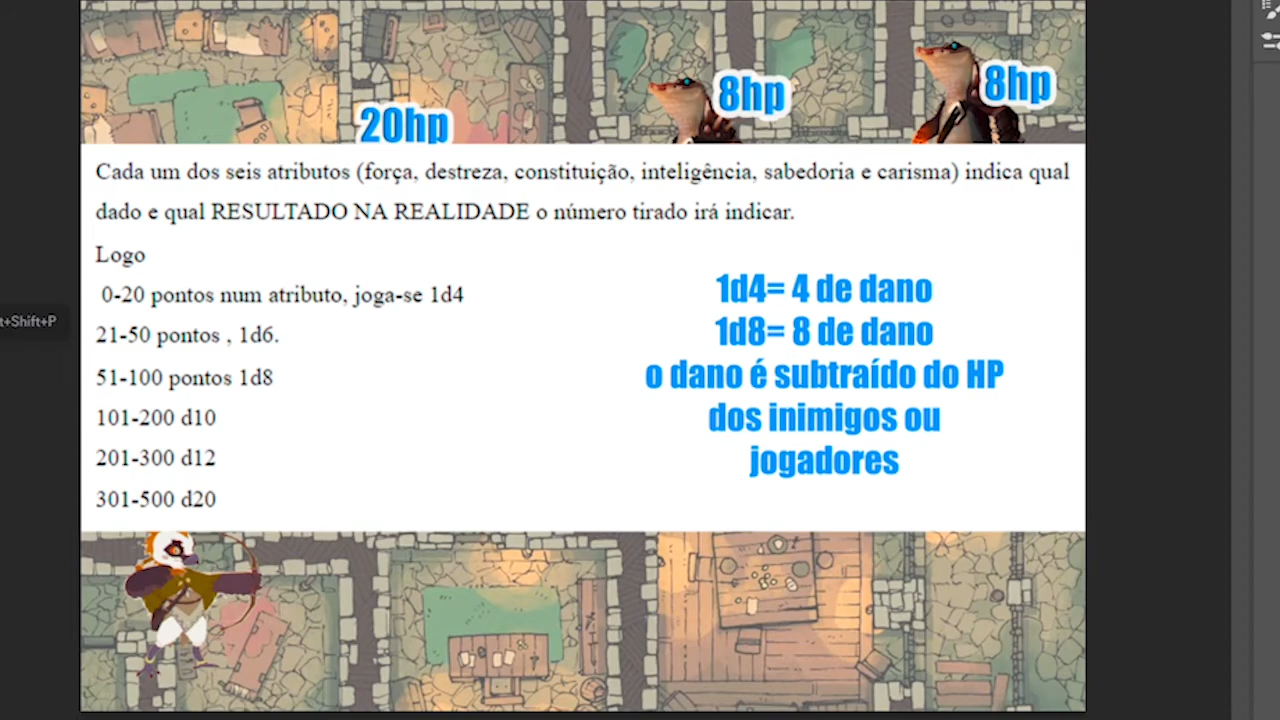 8hp
8hp
20hp
Cada um dos seis atributos (força, destreza, constituição, inteligência, sabedoria e carisma) indica qual
dado e qual RESULTADO NA REALIDADE o número tirado irá indicar.
Logo
0-20 pontos num atributo, joga-se 1d4
21-50 pontos , 1d6.
51-100 pontos 1d8
101-200 d10
201-300 d12
301-500 d20
1d4= 4 de dano
1d8= 8 de dano
o dano é subtraído do HP
dos inimigos ou
jogadores
t+Shift+P